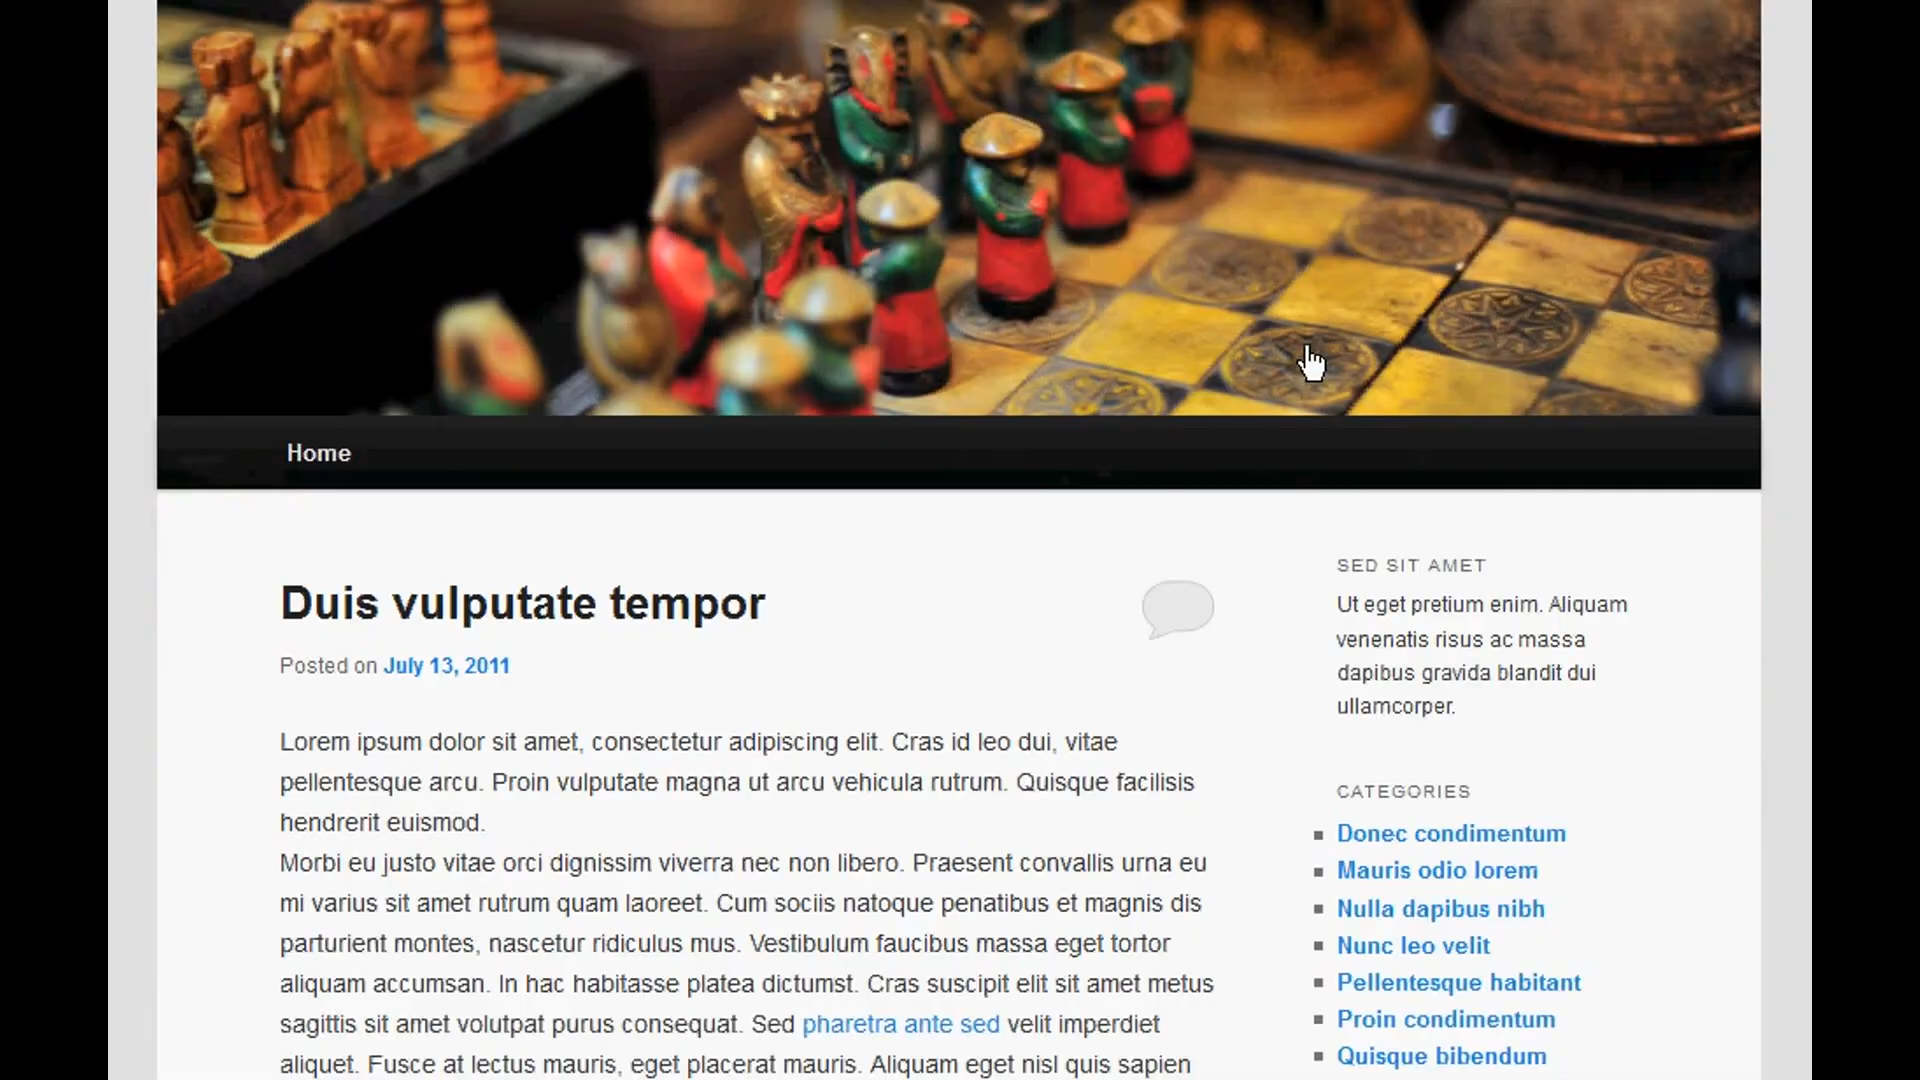 Home
Duis vulputate tempor
Posted on July 13, 2011
Lorem ipsum dolor sit amet, consectetur adipiscing elit. Cras id leo dui, vitae
pellentesque arcu. Proin vulputate magna ut arcu vehicula rutrum. Quisque facilisis
hendrerit euismod.
Morbi eu justo vitae orci dignissim viverra nec non libero. Praesent convallis urna eu
mi varius sit amet rutrum quam laoreet. Cum sociis natoque penatibus et magnis dis
parturient montes, nascetur ridiculus mus. Vestibulum faucibus massa eget tortor
aliquam accumsan. In hac habitasse platea dictumst. Cras suscipit elit sit amet metus
sagittis sit amet volutpat purus consequat. Sed pharetra ante sed velit imperdiet
aliquet. Fusce at lectus mauris, eget placerat mauris. Aliquam eget nisl quis sapien
SED SIT AMET
Ut eget pretium enim. Aliquam
venenatis risus ac massa
dapibus gravida blandit dui
ullamcorper.
CATEGORIES
Donec condimentum
Mauris odio lorem
Nulla dapibus nibh
Nunc leo velit
Pellentesque habitant
Proin condimentum
Quisque bibendum